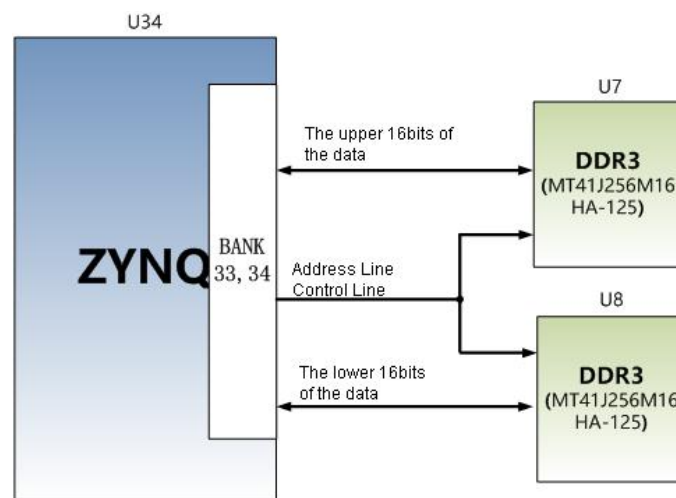 U34
U7
The upper 16bits of
the data
DDR3
(MT41J256M16
HA-125)
BANK
33, 34
ZYNQ
Address Line
Control Line
U8
The lower 16bits
of the data
DDR3
(MT41J256M16
HA-125)